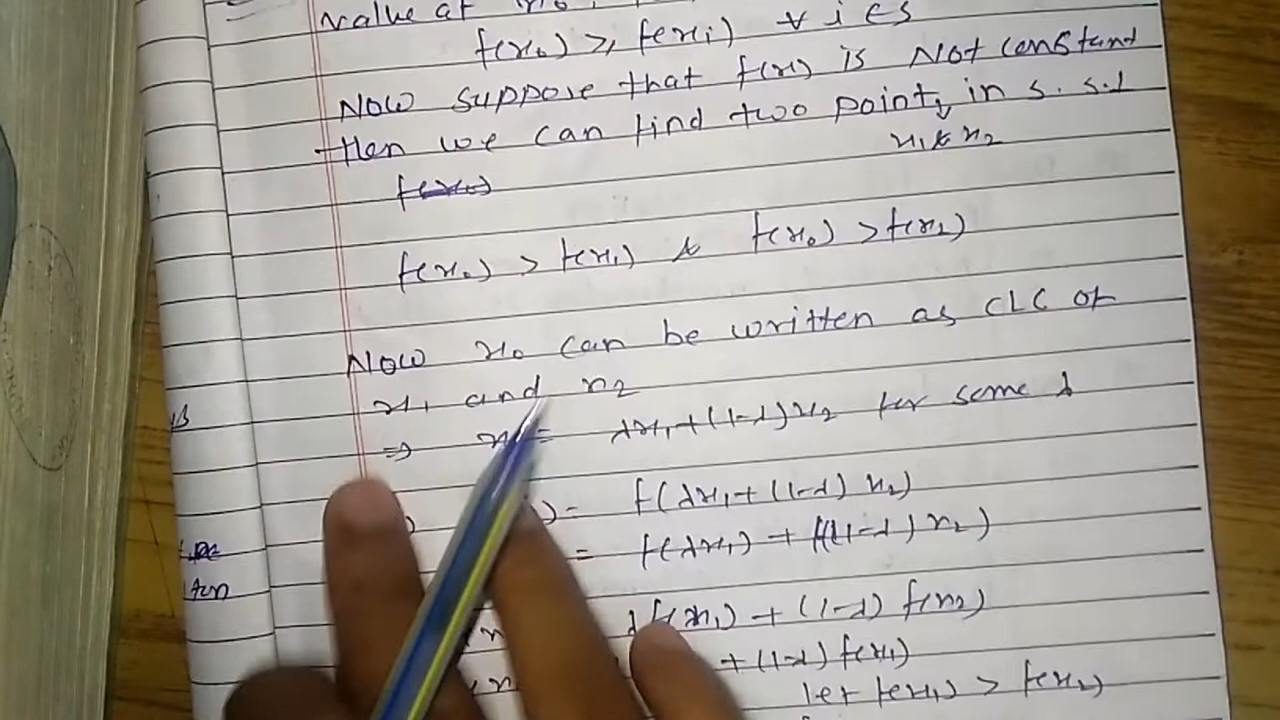 value at x₀
f(x₀) ≥ f(xᵢ) ∀ i ∈ S
Now suppose that f(x) is Not constant
then we can find two points in S. s.t
x₁ & x₂
f(x₀) > f(x₁) & f(x₀) > f(x₂)
Now x₀ can be written as CLC of
x₁ and x₂
⇒ x = λx₁+(1-λ)x₂ for some λ
) = f(λx₁+(1-λ) x₂)
= f(λx₁) + f((1-λ)x₂)
λ f(x₁) + (1-λ) f(x₂)
+ (1-λ) f(x₁)
let f(x₁) > f(x₂)